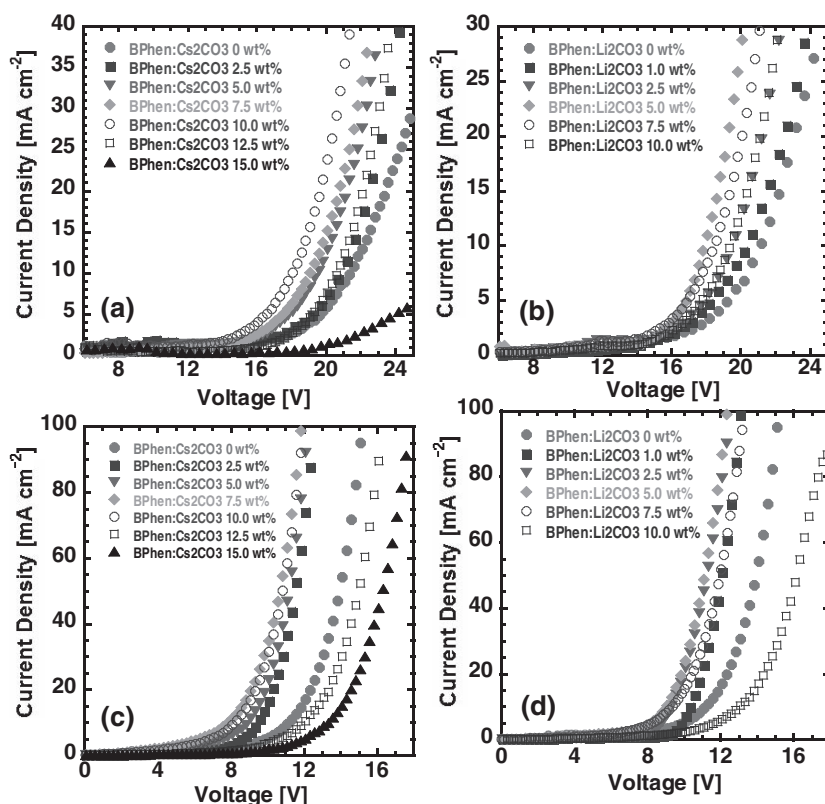 40
35
30
25
20
15
10
5
0
Current Density [mA cm-2]
BPhen:Cs2CO3 0 wt%
BPhen:Cs2CO3 2.5 wt%
BPhen:Cs2CO3 5.0 wt%
BPhen:Cs2CO3 7.5 wt%
BPhen:Cs2CO3 10.0 wt%
BPhen:Cs2CO3 12.5 wt%
BPhen:Cs2CO3 15.0 wt%
(a)
8 12 16 20 24
Voltage [V]
30
25
20
15
10
5
0
Current Density [mA cm-2]
BPhen:Li2CO3 0 wt%
BPhen:Li2CO3 1.0 wt%
BPhen:Li2CO3 2.5 wt%
BPhen:Li2CO3 5.0 wt%
BPhen:Li2CO3 7.5 wt%
BPhen:Li2CO3 10.0 wt%
(b)
8 12 16 20 24
Voltage [V]
100
80
60
40
20
0
Current Density [mA cm-2]
BPhen:Cs2CO3 0 wt%
BPhen:Cs2CO3 2.5 wt%
BPhen:Cs2CO3 5.0 wt%
BPhen:Cs2CO3 7.5 wt%
BPhen:Cs2CO3 10.0 wt%
BPhen:Cs2CO3 12.5 wt%
BPhen:Cs2CO3 15.0 wt%
(c)
0 4 8 12 16
Voltage [V]
100
80
60
40
20
0
Current Density [mA cm-2]
BPhen:Li2CO3 0 wt%
BPhen:Li2CO3 1.0 wt%
BPhen:Li2CO3 2.5 wt%
BPhen:Li2CO3 5.0 wt%
BPhen:Li2CO3 7.5 wt%
BPhen:Li2CO3 10.0 wt%
(d)
0 4 8 12 16
Voltage [V]